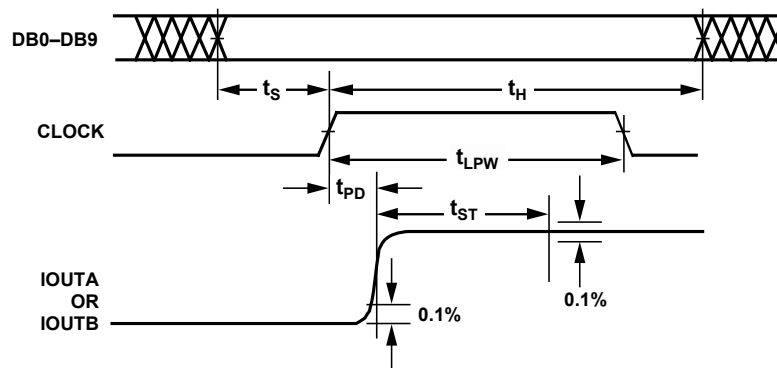 DB0–DB9
tS
tH
CLOCK
tLPW
tPD
tST
IOUTA
OR
IOUTB
0.1%
0.1%